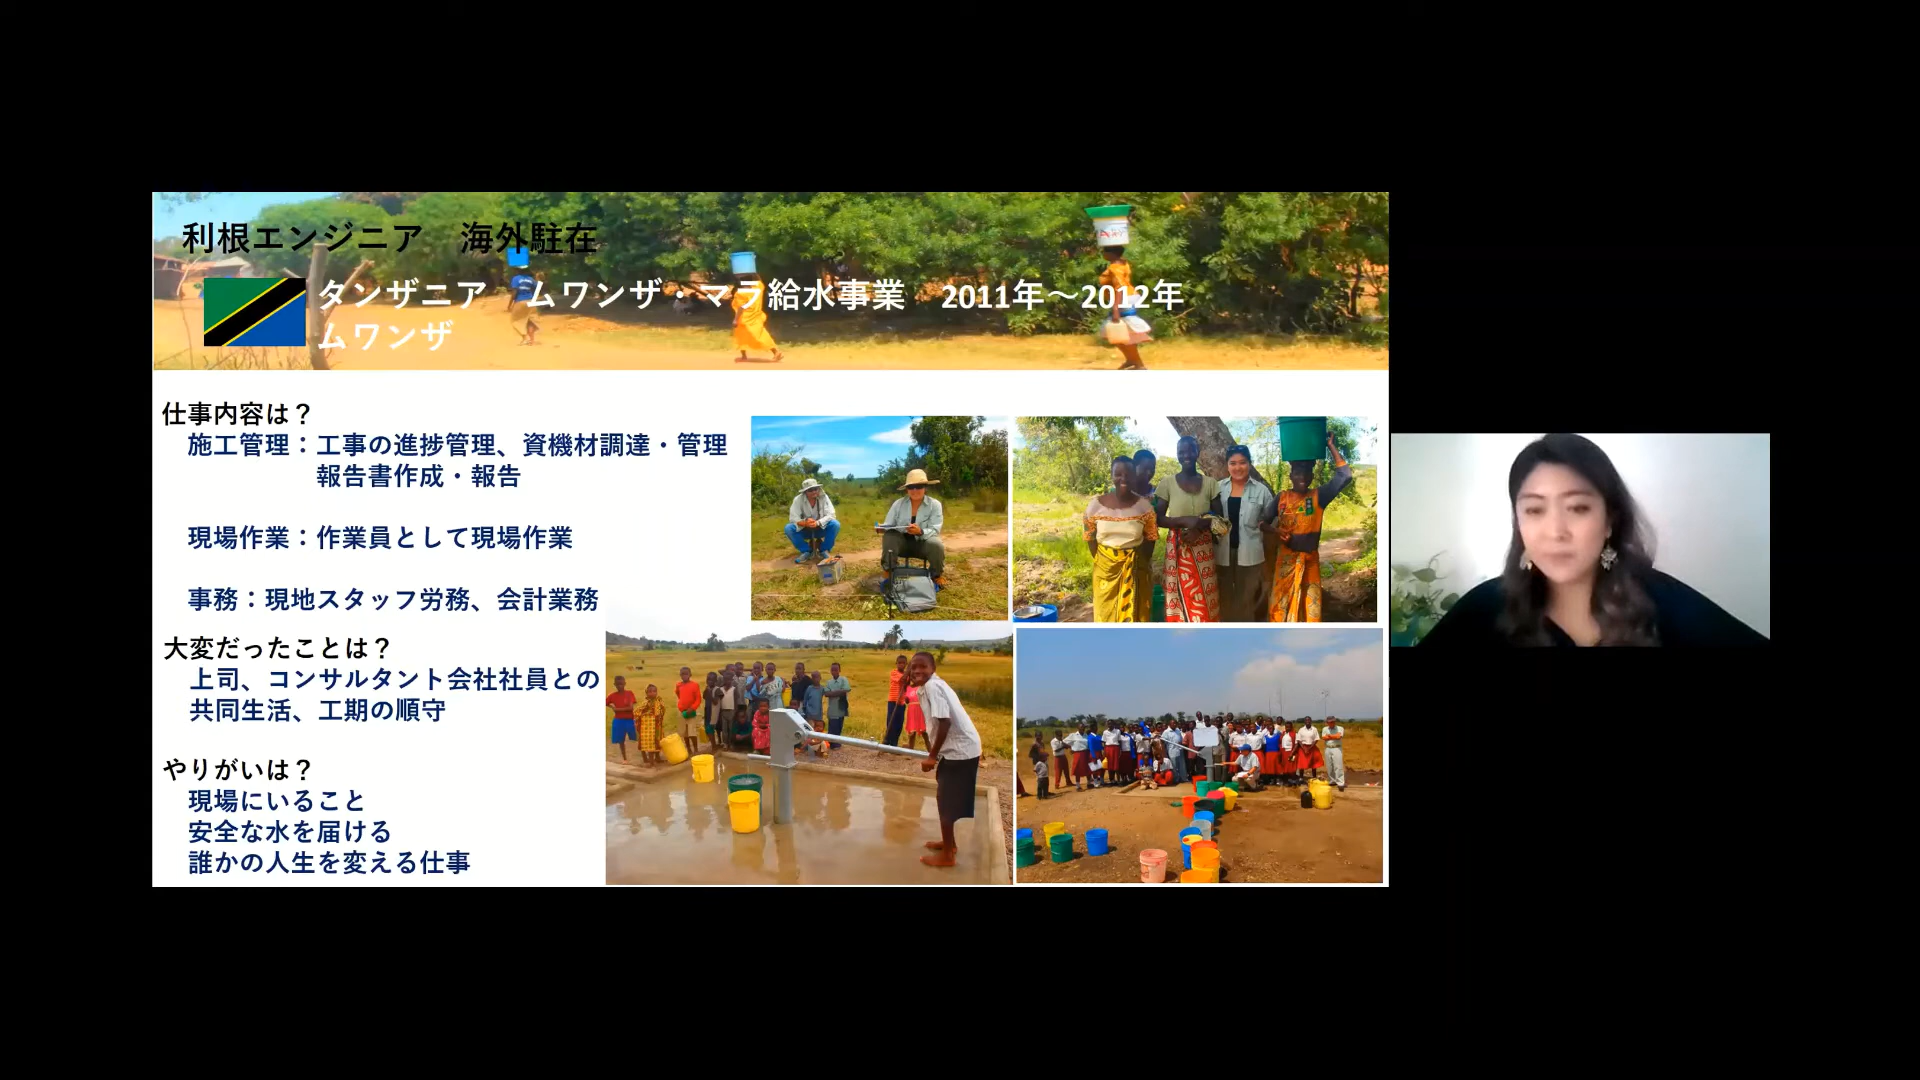 利根エンジニア　海外駐在
タンザニア　ムワンザ・マラ給水事業　2011年～2012年
ムワンザ
仕事内容は？
施工管理：工事の進捗管理、資機材調達・管理
報告書作成・報告
現場作業：作業員として現場作業
事務：現地スタッフ労務、会計業務
大変だったことは？
上司、コンサルタント会社社員との
共同生活、工期の順守
やりがいは？
現場にいること
安全な水を届ける
誰かの人生を変える仕事